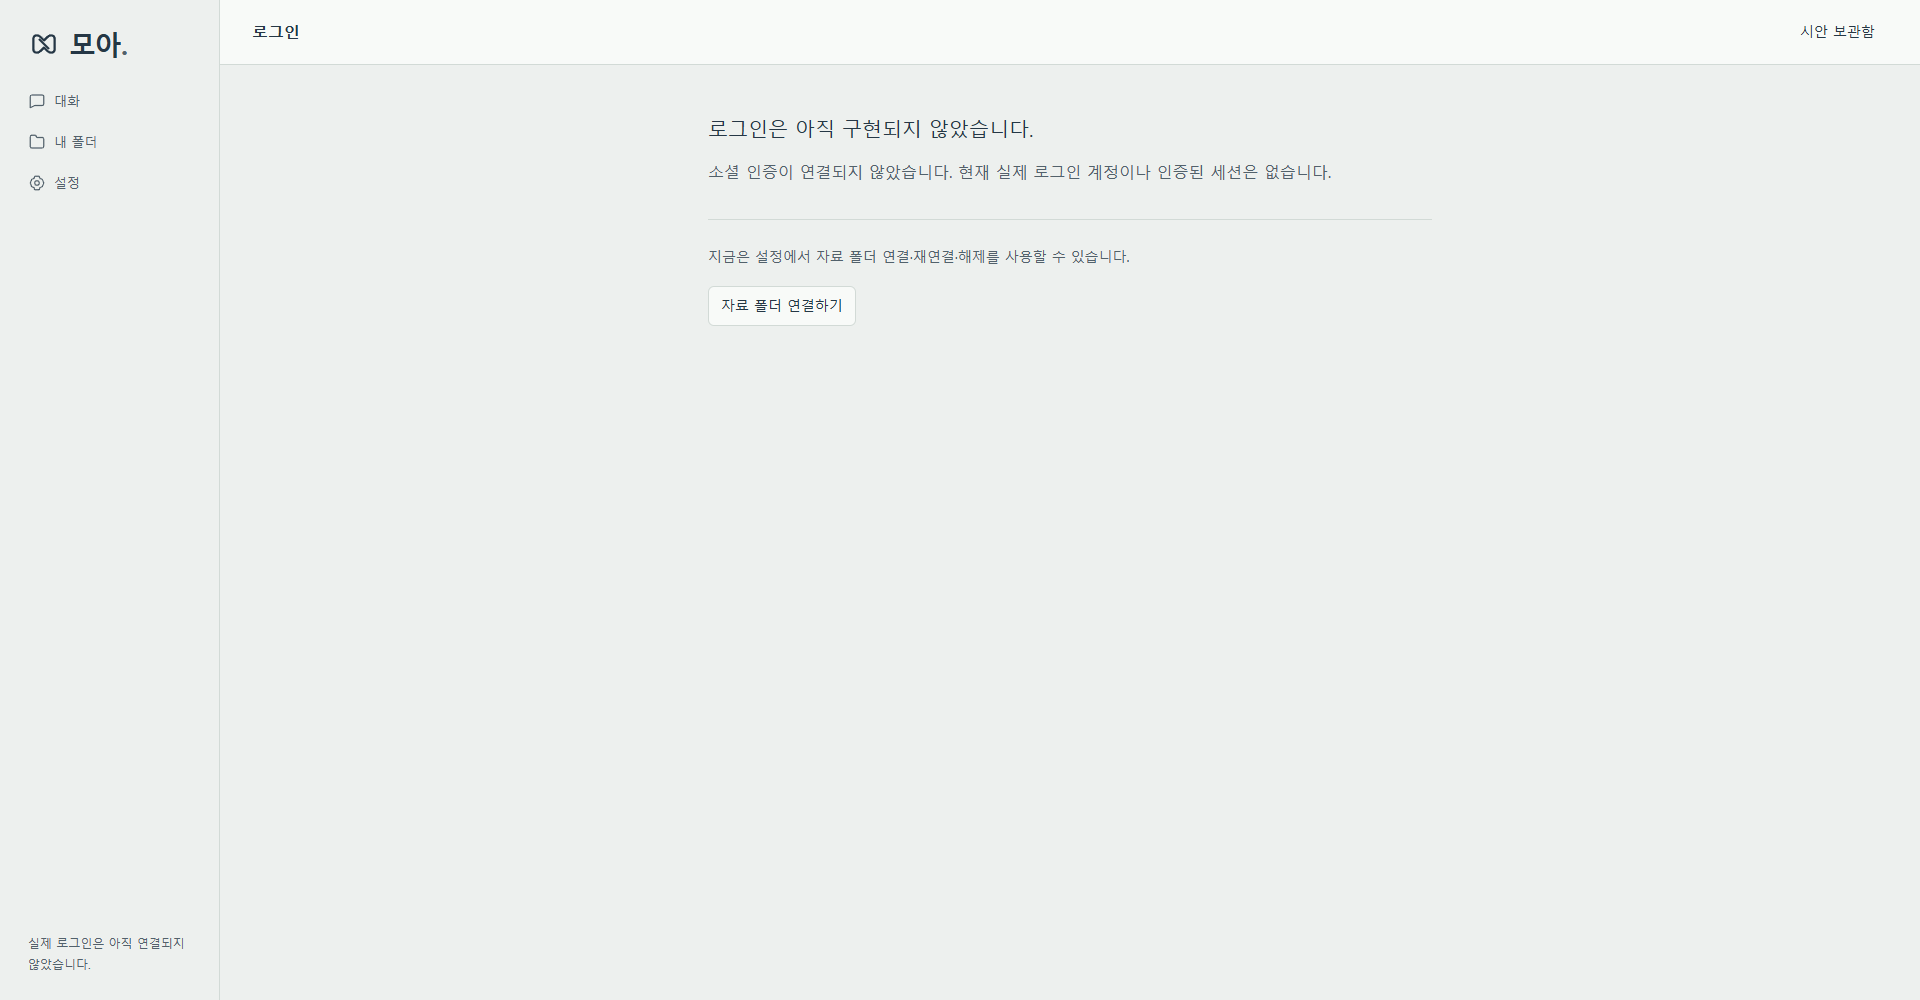 모아.
대화
내 폴더
설정
실제 로그인은 아직 연결되지
않았습니다.
로그인
시안 보관함
로그인은 아직 구현되지 않았습니다.
소셜 인증이 연결되지 않았습니다. 현재 실제 로그인 계정이나 인증된 세션은 없습니다.
지금은 설정에서 자료 폴더 연결·재연결·해제를 사용할 수 있습니다.
자료 폴더 연결하기